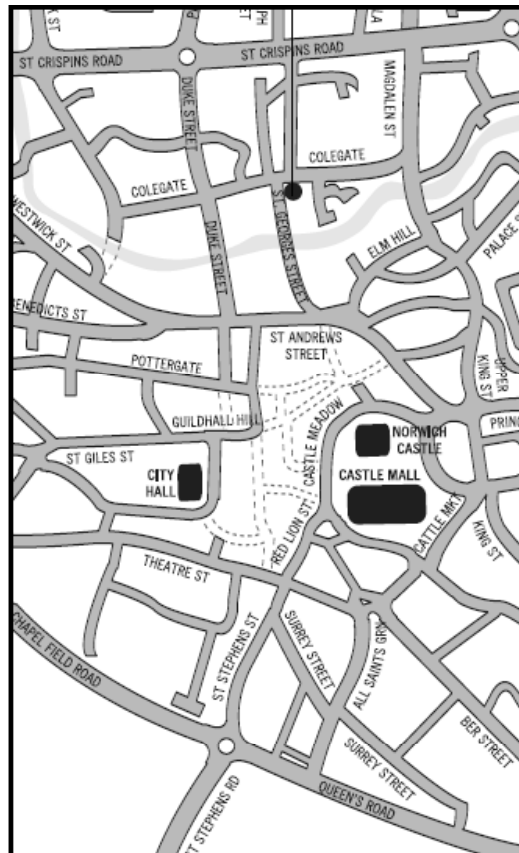 ST CRISPINS ROAD
ST CRISPINS ROAD
DUKE STREET
MAGDALEN ST
COLEGATE
COLEGATE
ST GEORGES STREET
DUKE STREET
WESTWICK ST
ELM HILL
BENEDICTS ST
ST ANDREWS
STREET
POTTERGATE
UPPER
KING ST
GUILDHALL HILL
CASTLE MEADOW
NORWICH
CASTLE
ST GILES ST
CITY
HALL
CASTLE MALL
RED LION ST
CATTLE MKT
KING ST
THEATRE ST
CHAPEL FIELD ROAD
ST STEPHENS ST
SURREY STREET
ALL SAINTS GRN
BER STREET
SURREY STREET
QUEEN'S ROAD
ST STEPHENS RD